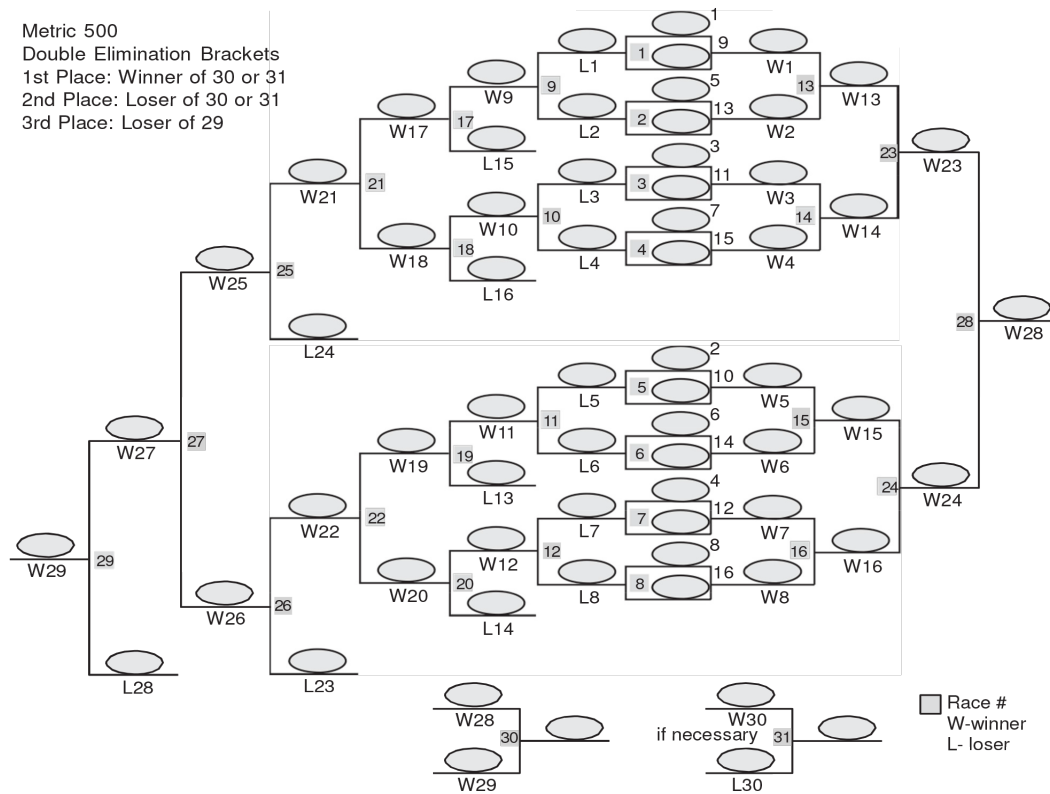 Metric 500
Double Elimination Brackets
1st Place: Winner of 30 or 31
2nd Place: Loser of 30 or 31
3rd Place: Loser of 29
1
1
9
L1
W1
5
9
13
W9
W13
2
13
L2
W2
17
W17
L15
3
23
W23
3
11
L3
W3
21
W21
7
10
14
W10
W14
4
15
L4
W4
18
W18
L16
25
W25
28
W28
L24
2
5
10
L5
W5
6
11
15
W11
W15
6
14
L6
W6
19
W19
L13
27
W27
4
24
W24
7
12
L7
W7
22
W22
8
12
16
W12
W16
8
16
L8
W8
20
W20
L14
29
W29
26
W26
L23
L28
W28
30
W29
W30
if necessary
31
L30
Race #
W-winner
L- loser